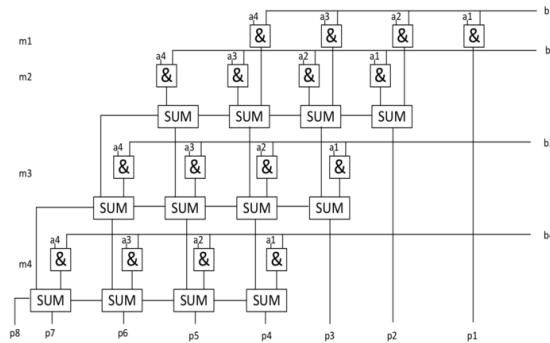 a4 a3 a2 a1 b
m1 & & & &
a4 a3 a2 a1 b
m2 & & & &
SUM SUM SUM SUM
a4 a3 a2 a1
m3 & & & &
SUM SUM SUM SUM
a4 a3 a2 a1
m4 & & & &
SUM SUM SUM SUM
p8 p7 p6 p5 p4 p3 p2 p1